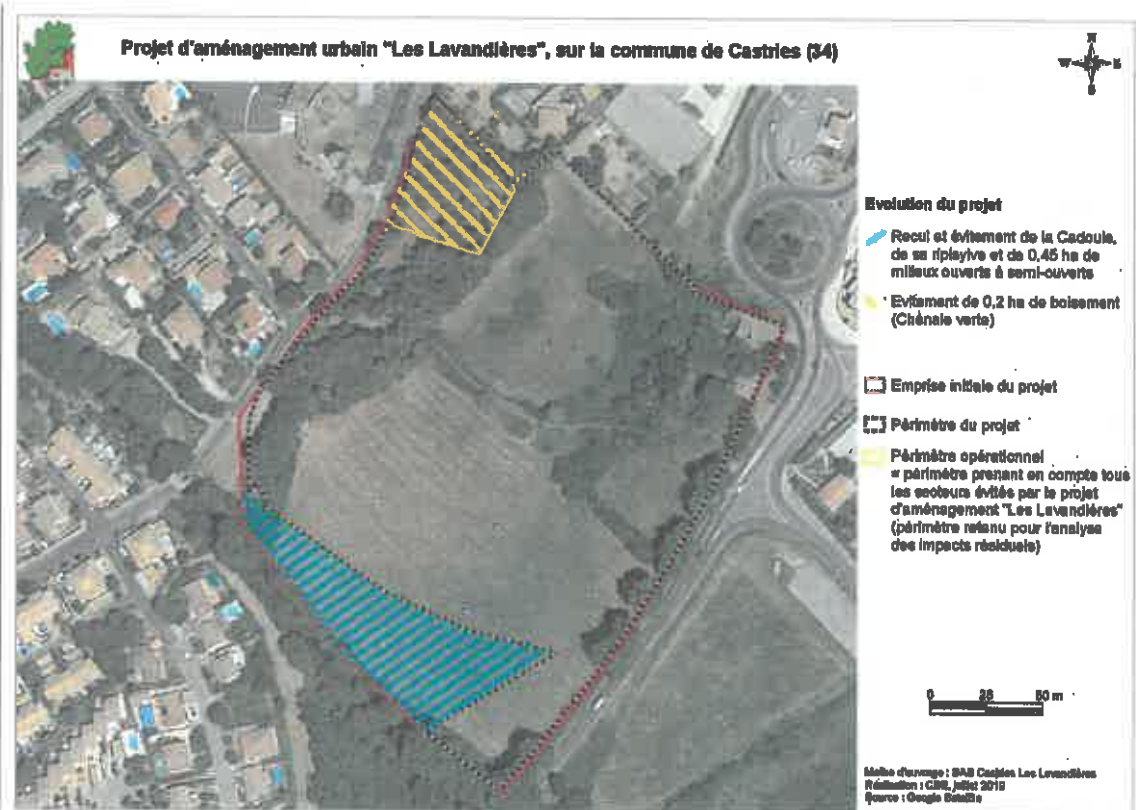 Projet d'aménagement urbain "Les Lavandières", sur la commune de Castries (34)
N
W E
S
Evolution du projet
Recul et évitement de la Cadoule,
de sa ripisylve et de 0,45 ha de
milieux ouverts à semi-ouverts
Evitement de 0,2 ha de boisement
(Chênaie verte)
Emprise initiale du projet
Périmètre du projet
Périmètre opérationnel
= périmètre prenant en compte tous
les secteurs évités par le projet
d'aménagement "Les Lavandières"
(périmètre retenu pour l'analyse
des impacts résiduels)
0 25 50 m
Maître d'ouvrage : Castries Les Lavandières
Réalisation : juillet 2019
Source : Google Satellite